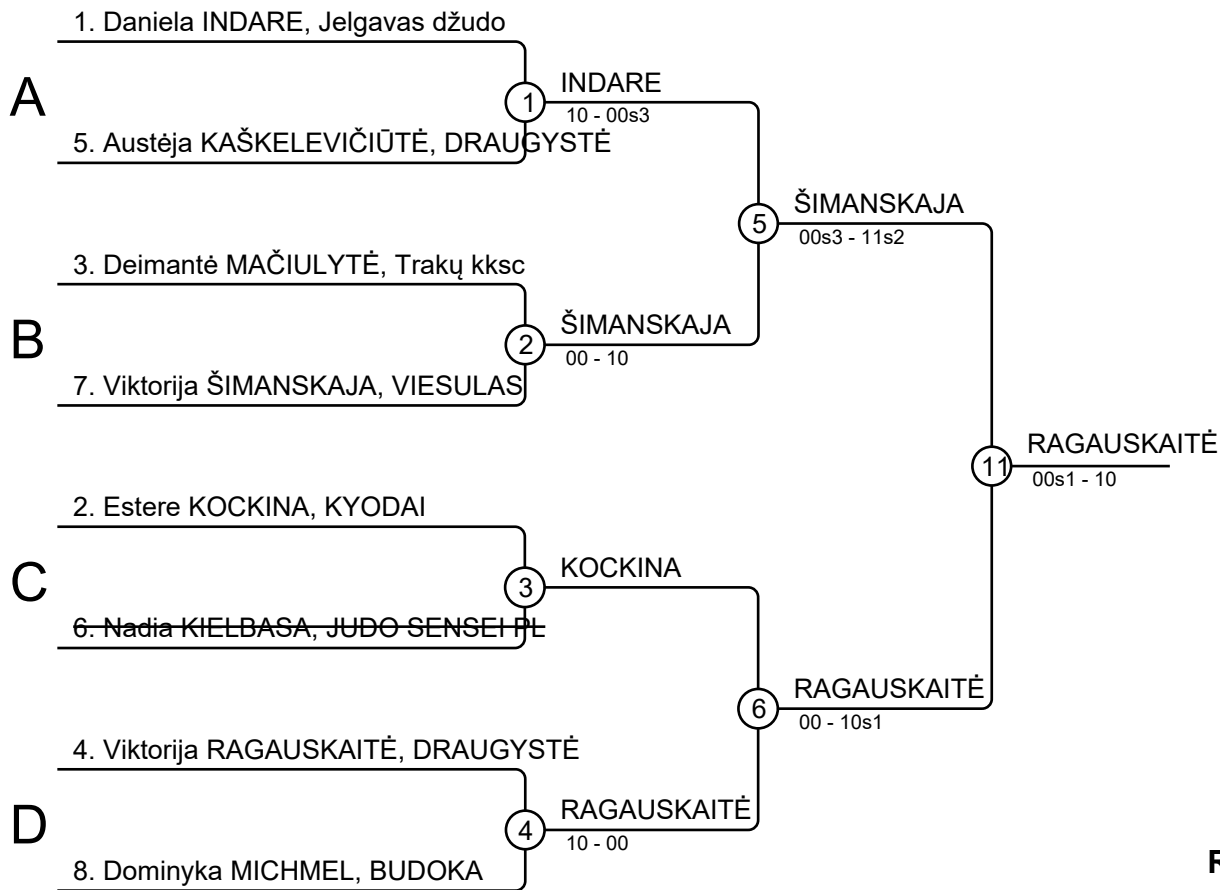 1. Daniela INDARE, Jelgavas džudo
A
1
INDARE
10 - 00s3
5. Austėja KAŠKELEVIČIŪTĖ, DRAUGYSTĖ
5
ŠIMANSKAJA
00s3 - 11s2
3. Deimantė MAČIULYTĖ, Trakų kksc
B
2
ŠIMANSKAJA
00 - 10
7. Viktorija ŠIMANSKAJA, VIESULAS
11
RAGAUSKAITĖ
00s1 - 10
2. Estere KOCKINA, KYODAI
C
3
KOCKINA
6. Nadia KIELBASA, JUDO SENSEI PL
6
RAGAUSKAITĖ
00 - 10s1
4. Viktorija RAGAUSKAITĖ, DRAUGYSTĖ
D
4
RAGAUSKAITĖ
10 - 00
8. Dominyka MICHMEL, BUDOKA
R